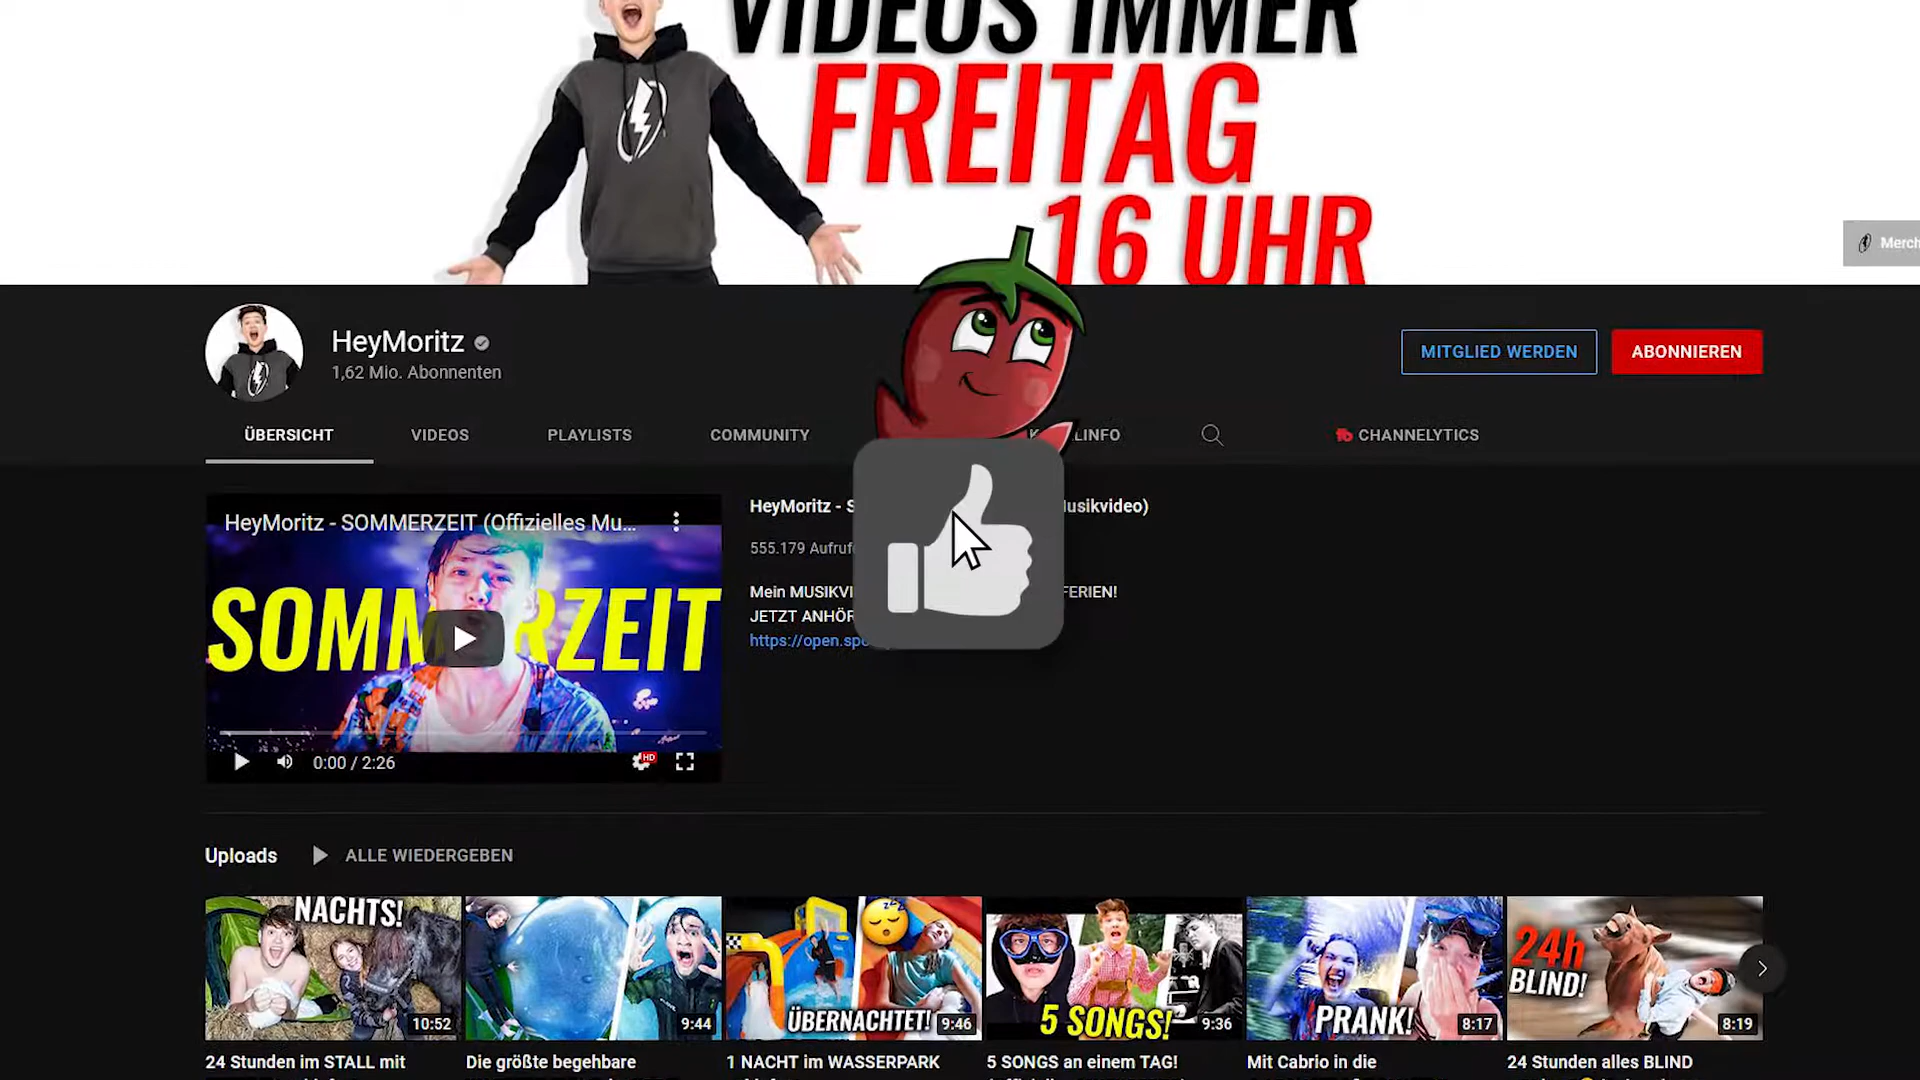 VIDEOS IMMER
FREITAG
16 UHR
Merch
HeyMoritz
1,62 Mio. Abonnenten
MITGLIED WERDEN
ABONNIEREN
ÜBERSICHT
VIDEOS
PLAYLISTS
COMMUNITY
LINFO
CHANNELYTICS
HeyMoritz - SOMMERZEIT (Offizielles Mu...
SOMMERZEIT
0:00 / 2:26
HD
HeyMoritz - S usikvideo)
555.179 Aufruf
Mein MUSIKVI FERIEN!
JETZT ANHÖR
https://open.spo
Uploads
ALLE WIEDERGEBEN
NACHTS!
10:52
9:44
ÜBERNACHTET!
9:46
5 SONGS!
9:36
PRANK!
8:17
24h
BLIND!
8:19
24 Stunden im STALL mit
Die größte begehbare
1 NACHT im WASSERPARK
5 SONGS an einem TAG!
Mit Cabrio in die
24 Stunden alles BLIND